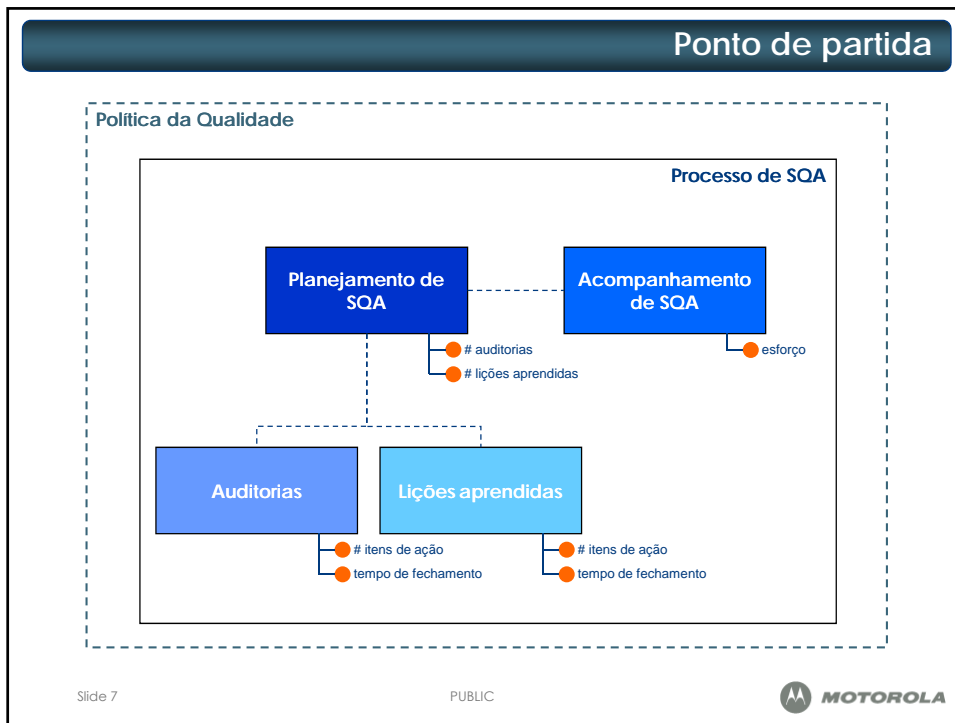 Ponto de partida
Política da Qualidade
Processo de SQA
Planejamento de
SQA
Acompanhamento
de SQA
# auditorias
# lições aprendidas
esforço
Auditorias
Lições aprendidas
# itens de ação
tempo de fechamento
# itens de ação
tempo de fechamento
Slide 7
PUBLIC
MOTOROLA